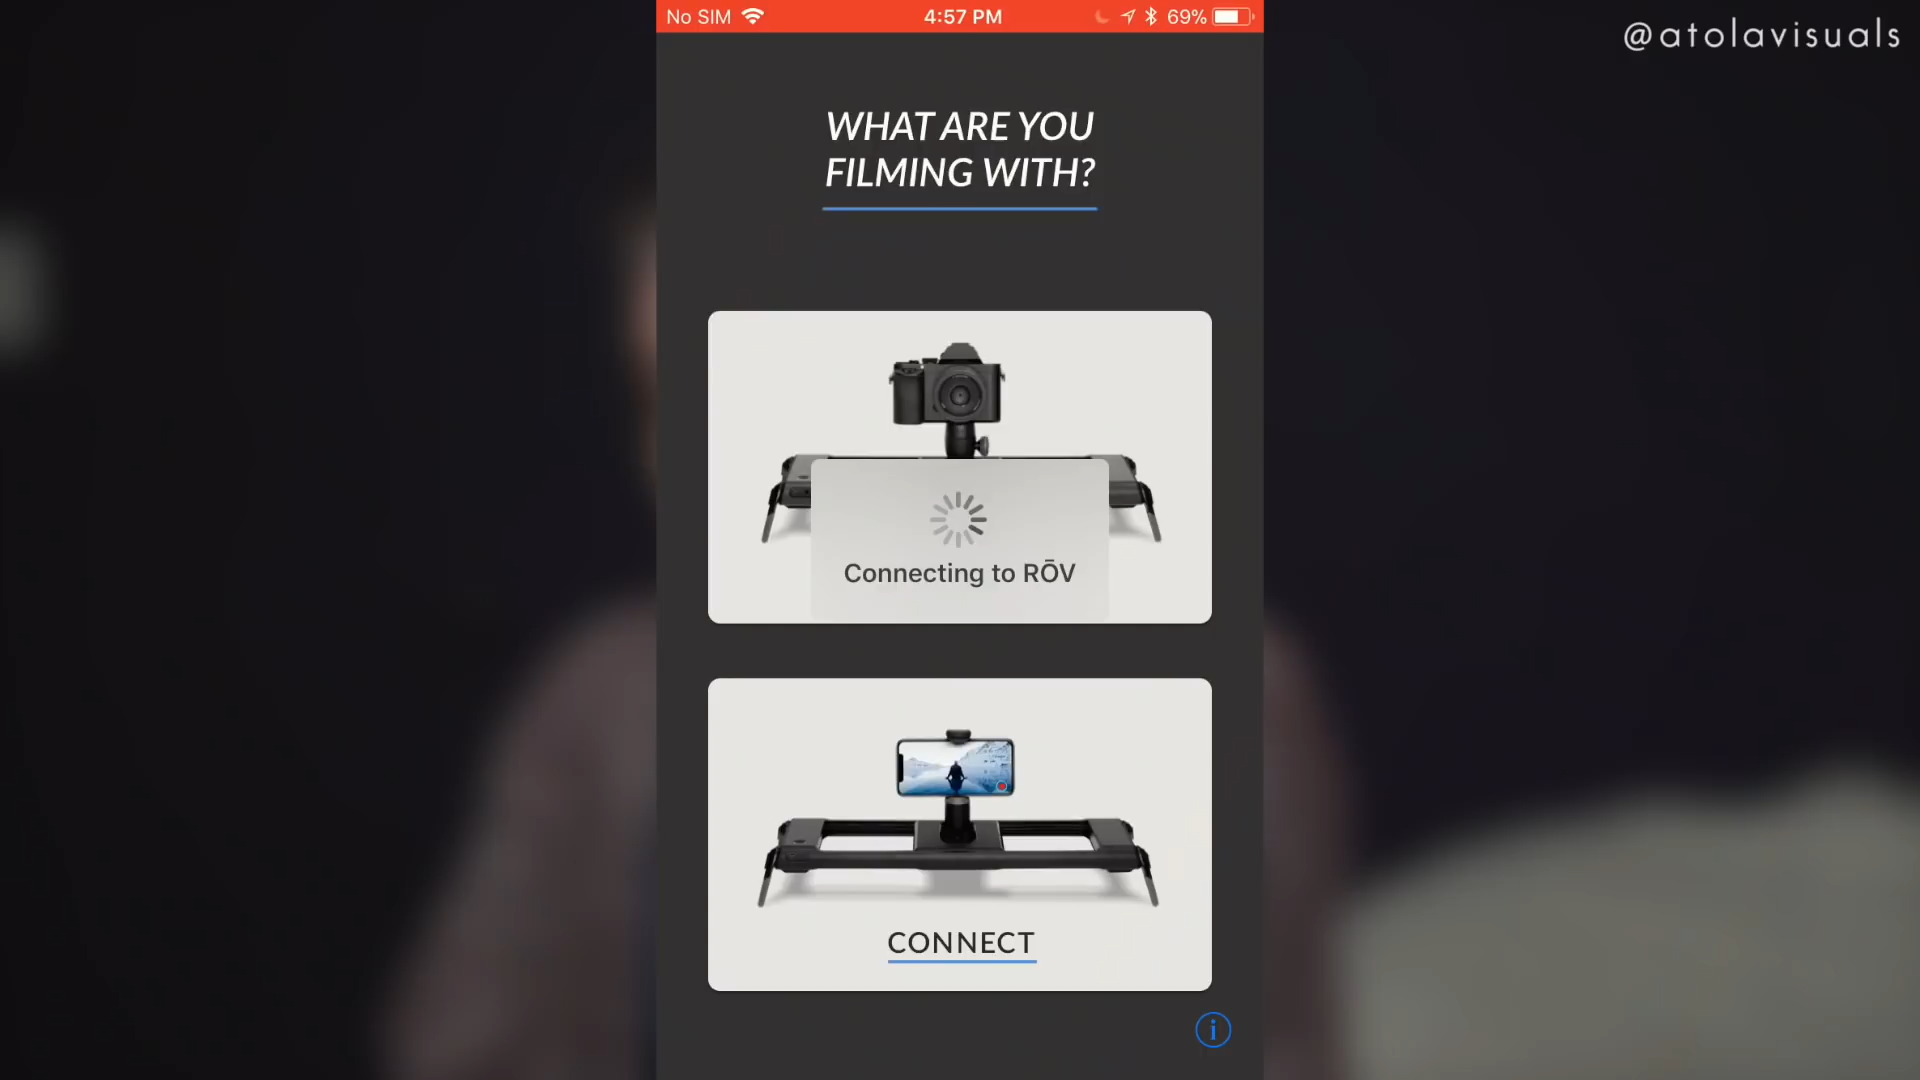 No SIM 4:57 PM 69%
@atolavisuals
WHAT ARE YOU
FILMING WITH?
Connecting to RŌV
CONNECT
i